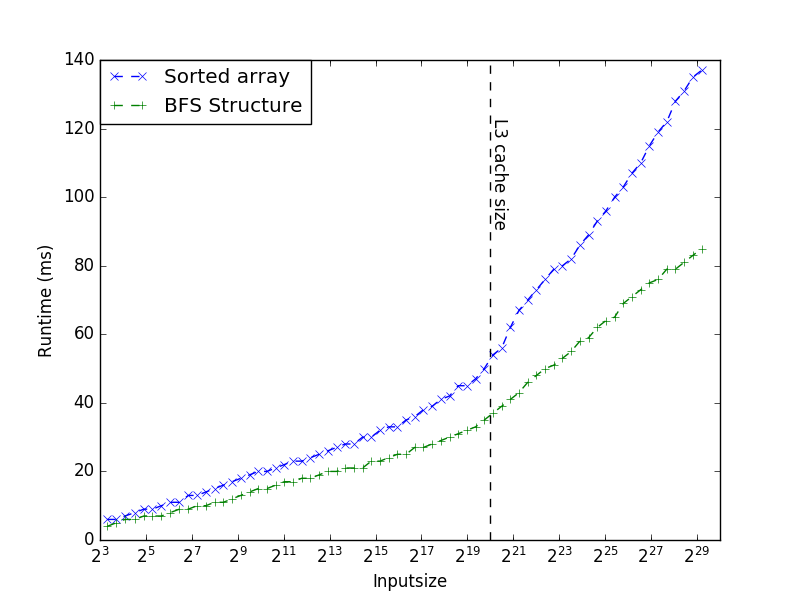 140
120
100
80
60
40
20
0
Runtime (ms)
Sorted array
BFS Structure
L3 cache size
2^3 2^5 2^7 2^9 2^11 2^13 2^15 2^17 2^19 2^21 2^23 2^25 2^27 2^29
Inputsize